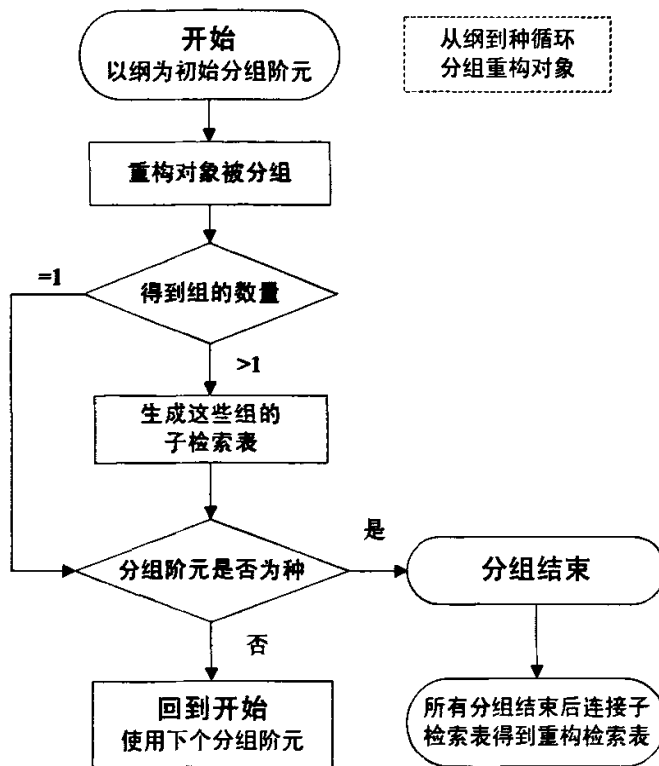 开始
以纲为初始分组阶元
从纲到种循环
分组重构对象
重构对象被分组
=1
得到组的数量
>1
生成这些组的
子检索表
是
分组阶元是否为种
分组结束
否
回到开始
使用下个分组阶元
所有分组结束后连接子
检索表得到重构检索表